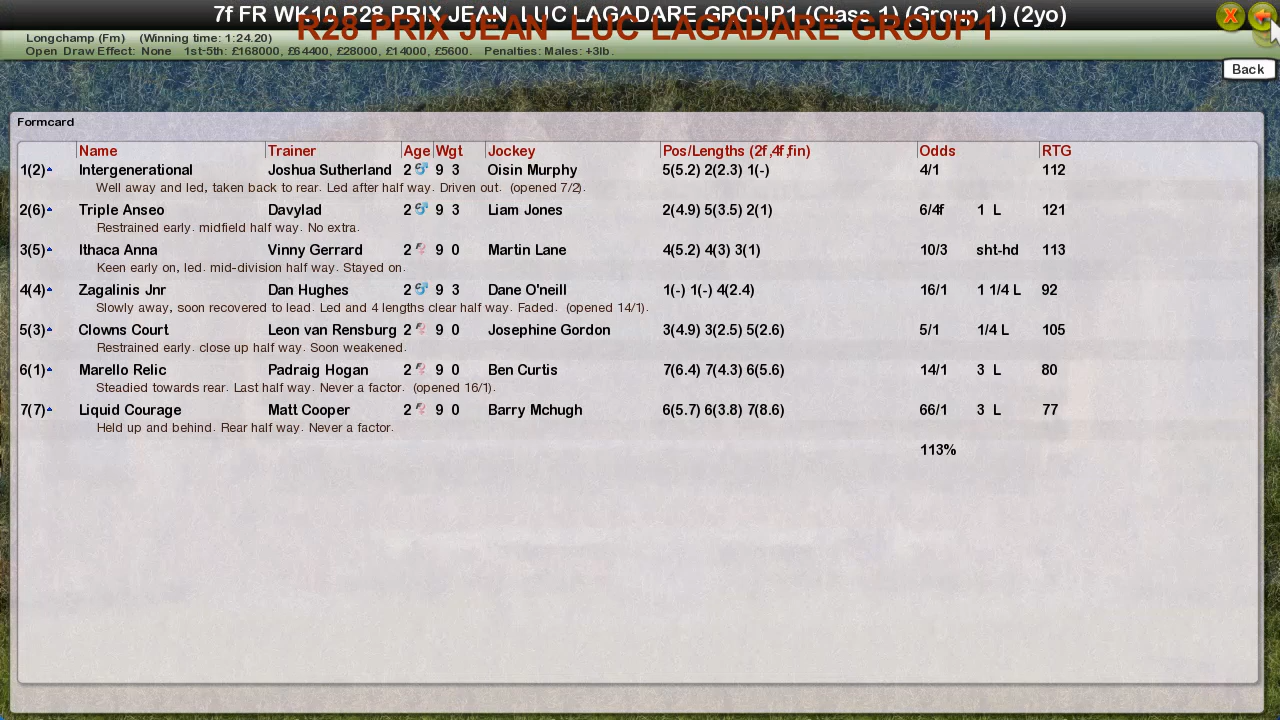 7f FR WK10 R28 PRIX JEAN LUC LAGADARE GROUP1 (Class 1) (Group 1) (2yo)
R28 PRIX JEAN LUC LAGADARE GROUP1
Longchamp (Fm) (Winning time: 1:24.20)
Open Draw Effect: None 1st-5th: £168000, £64400, £28000, £14000, £5600. Penalties: Males: +3lb.
X
Back
Formcard
Name Trainer Age Wgt Jockey Pos/Lengths (2f,4f,fin) Odds RTG
1(2) Intergenerational Joshua Sutherland 2 9 3 Oisin Murphy 5(5.2) 2(2.3) 1(-) 4/1 112
Well away and led, taken back to rear. Led after half way. Driven out. (opened 7/2).
2(6) Triple Anseo Davylad 2 9 3 Liam Jones 2(4.9) 5(3.5) 2(1) 6/4f 1 L 121
Restrained early. midfield half way. No extra.
3(5) Ithaca Anna Vinny Gerrard 2 9 0 Martin Lane 4(5.2) 4(3) 3(1) 10/3 sht-hd 113
Keen early on, led. mid-division half way. Stayed on.
4(4) Zagalinis Jnr Dan Hughes 2 9 3 Dane O'neill 1(-) 1(-) 4(2.4) 16/1 1 1/4 L 92
Slowly away, soon recovered to lead. Led and 4 lengths clear half way. Faded. (opened 14/1).
5(3) Clowns Court Leon van Rensburg 2 9 0 Josephine Gordon 3(4.9) 3(2.5) 5(2.6) 5/1 1/4 L 105
Restrained early. close up half way. Soon weakened.
6(1) Marello Relic Padraig Hogan 2 9 0 Ben Curtis 7(6.4) 7(4.3) 6(5.6) 14/1 3 L 80
Steadied towards rear. Last half way. Never a factor. (opened 16/1).
7(7) Liquid Courage Matt Cooper 2 9 0 Barry Mchugh 6(5.7) 6(3.8) 7(8.6) 66/1 3 L 77
Held up and behind. Rear half way. Never a factor.
113%